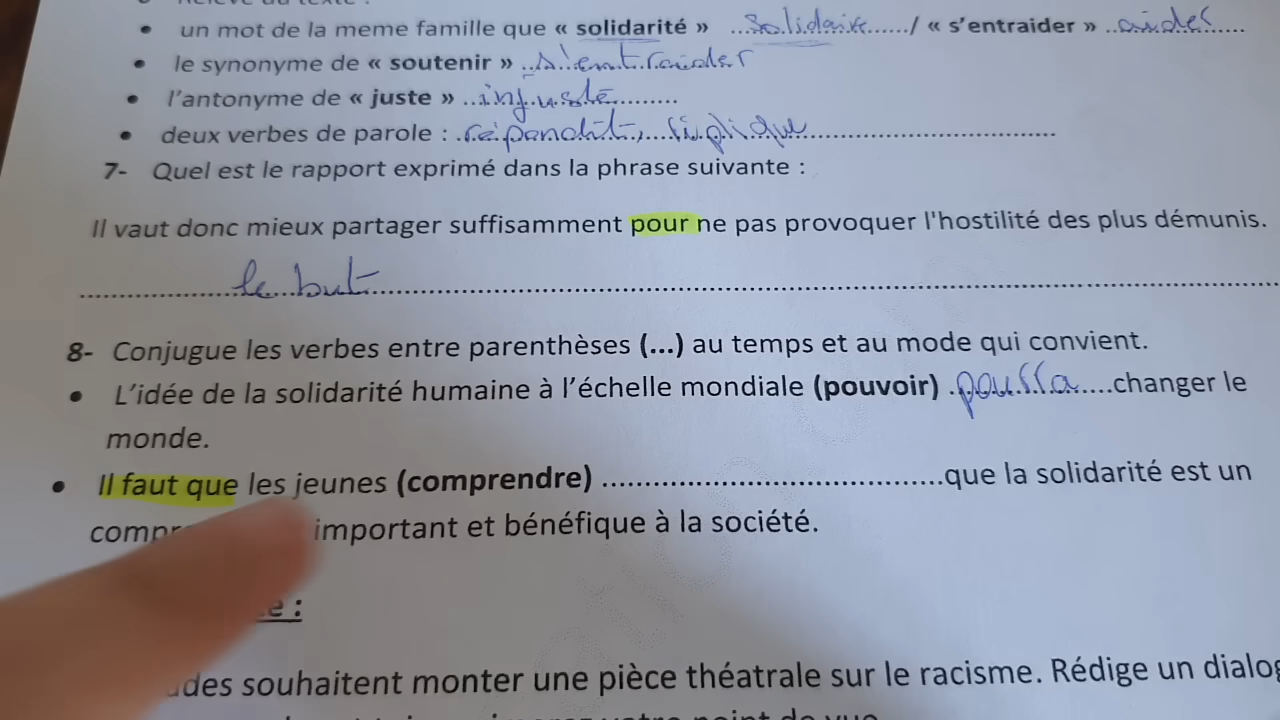 un mot de la meme famille que « solidarité » ...solidaire....../ « s'entraider » ..aider.....
le synonyme de « soutenir » ..s'entraider
l'antonyme de « juste » ...injuste..........
deux verbes de parole : .répondit,...réplique.................................
7- Quel est le rapport exprimé dans la phrase suivante :
Il vaut donc mieux partager suffisamment pour ne pas provoquer l'hostilité des plus démunis.
le but
8- Conjugue les verbes entre parenthèses (...) au temps et au mode qui convient.
• L'idée de la solidarité humaine à l'échelle mondiale (pouvoir) .pourra....changer le
monde.
• Il faut que les jeunes (comprendre) .......................................que la solidarité est un
important et bénéfique à la société.
:
souhaitent monter une pièce théatrale sur le racisme. Rédige un